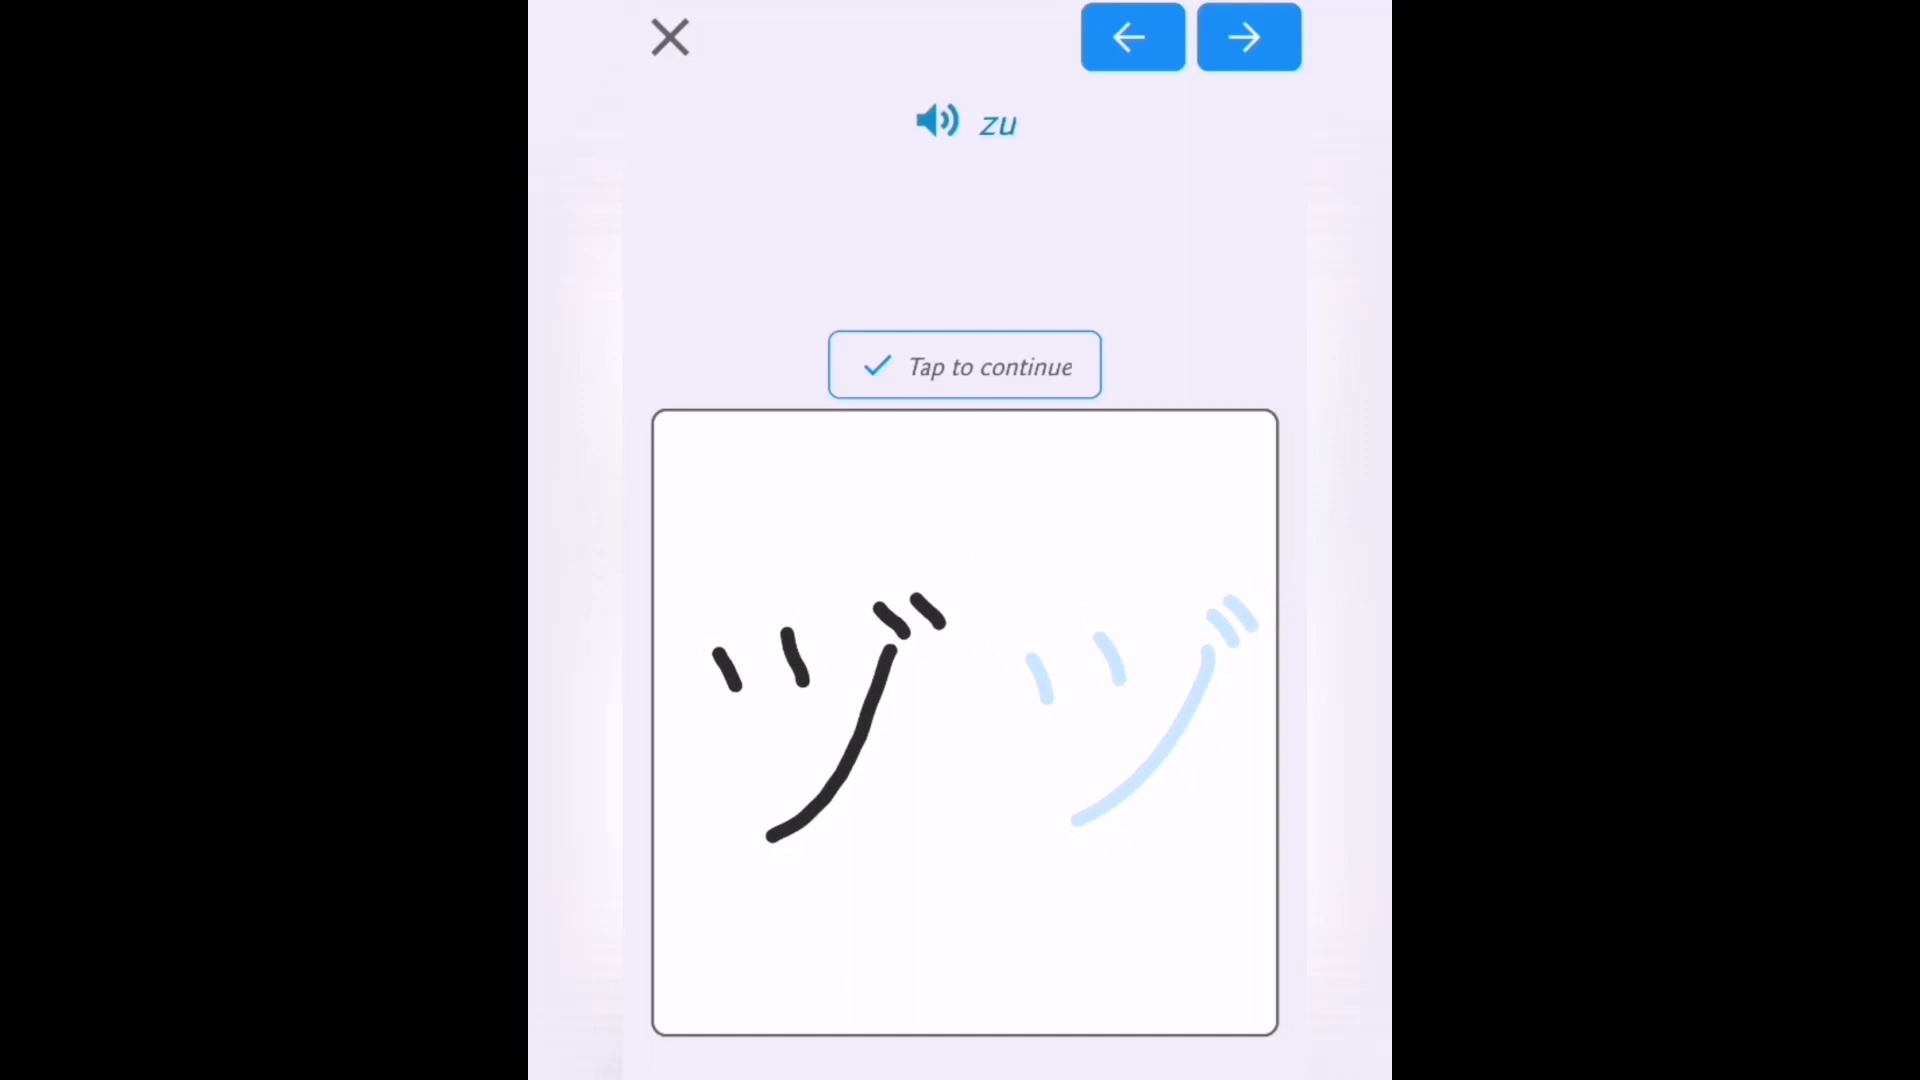 zu
Tap to continue
ヅ ヅ